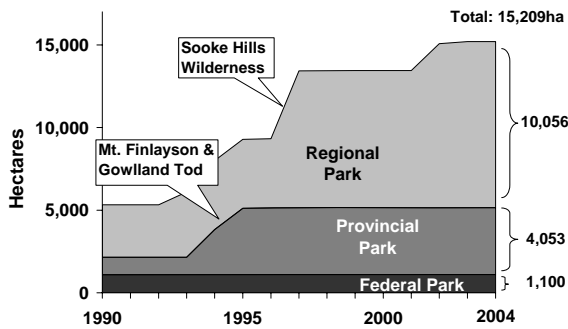 Total: 15,209ha
15,000
10,000
5,000
0
Hectares
Sooke Hills
Wilderness
Mt. Finlayson &
Gowlland Tod
Regional
Park
Provincial
Park
Federal Park
10,056
4,053
1,100
1990
1995
2000
2004